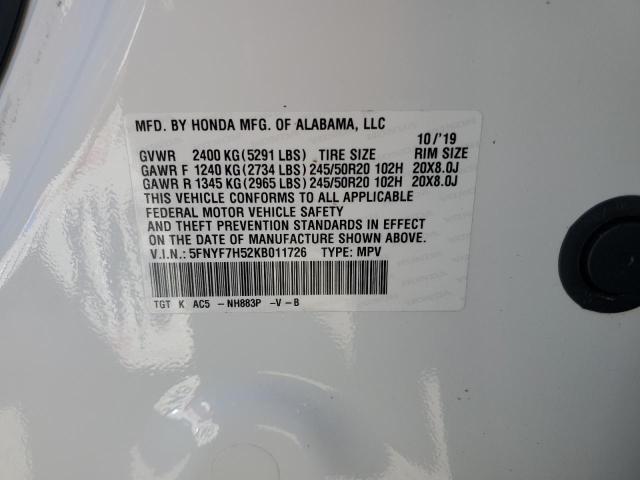 MFD. BY HONDA MFG. OF ALABAMA, LLC
10/'19
GVWR 2400 KG(5291 LBS) TIRE SIZE RIM SIZE
GAWR F 1240 KG(2734 LBS) 245/50R20 102H 20X8.0J
GAWR R 1345 KG(2965 LBS) 245/50R20 102H 20X8.0J
THIS VEHICLE CONFORMS TO ALL APPLICABLE
FEDERAL MOTOR VEHICLE SAFETY
AND THEFT PREVENTION STANDARDS IN EFFECT
ON THE DATE OF MANUFACTURE SHOWN ABOVE.
V.I.N.: 5FNYF7H52KB011726 TYPE: MPV
TGT K AC5 -NH883P -V-B